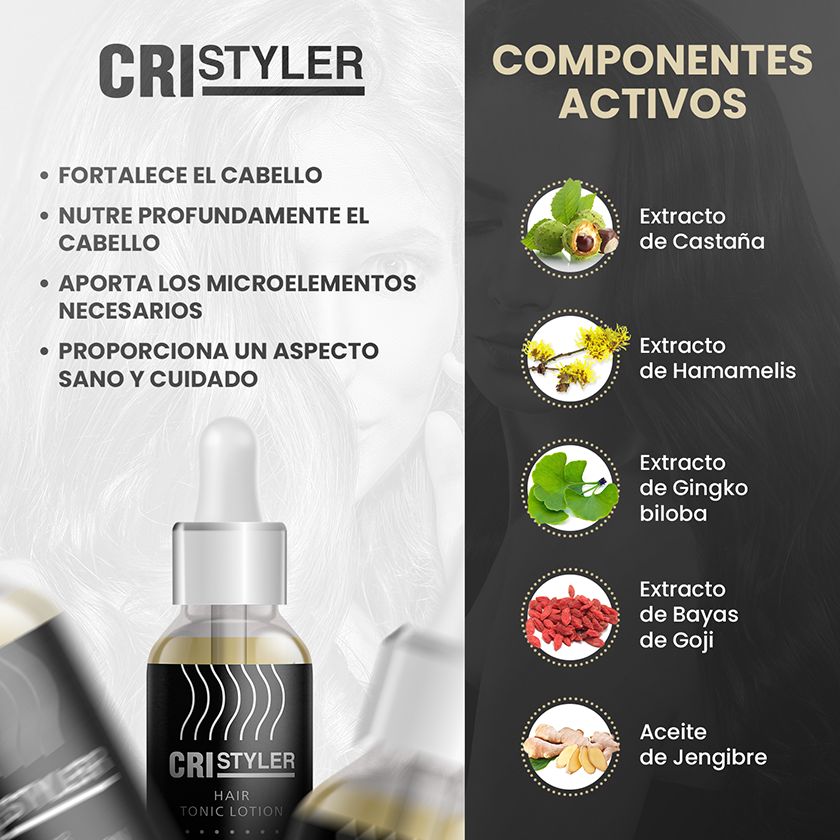 CRISTYLER
• FORTALECE EL CABELLO
• NUTRE PROFUNDAMENTE EL
CABELLO
• APORTA LOS MICROELEMENTOS
NECESARIOS
• PROPORCIONA UN ASPECTO
SANO Y CUIDADO
CRISTYLER
HAIR
TONIC LOTION
STYLER
COMPONENTES
ACTIVOS
Extracto
de Castaña
Extracto
de Hamamelis
Extracto
de Gingko
biloba
Extracto
de Bayas
de Goji
Aceite
de Jengibre